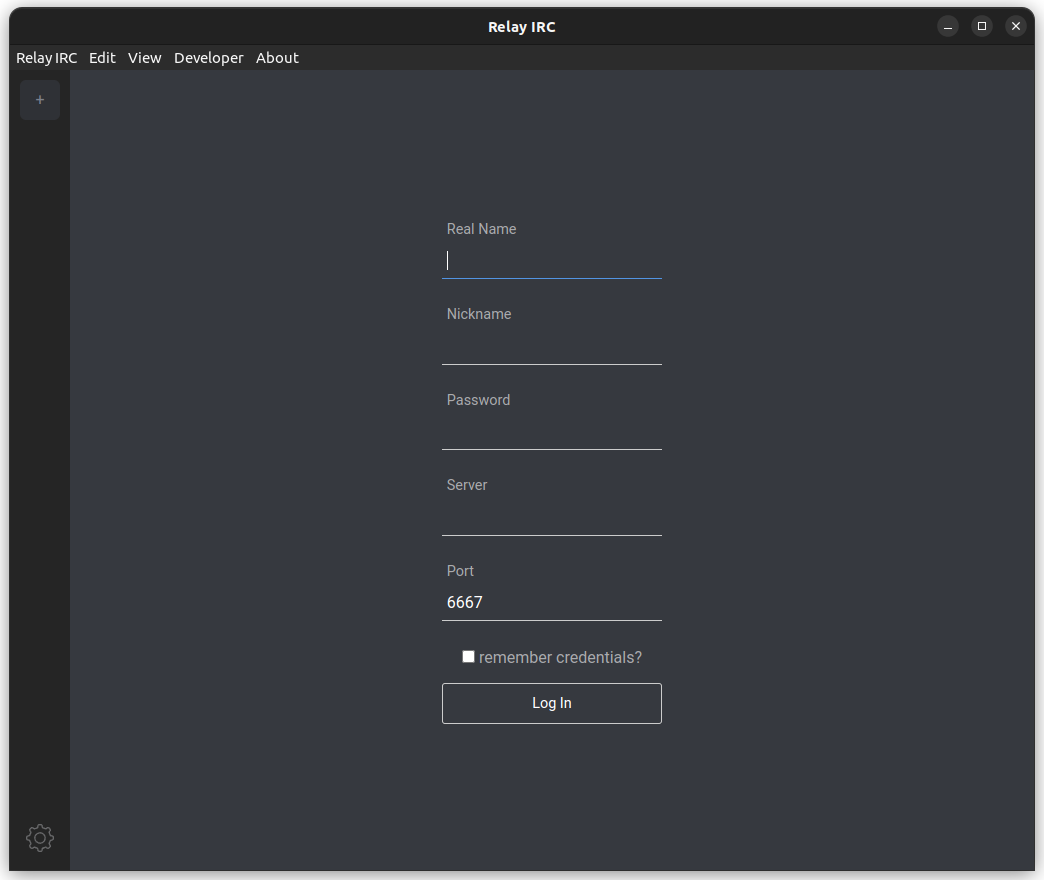 Relay IRC
Relay IRC Edit View Developer About
+
Real Name
Nickname
Password
Server
Port
6667
remember credentials?
Log In